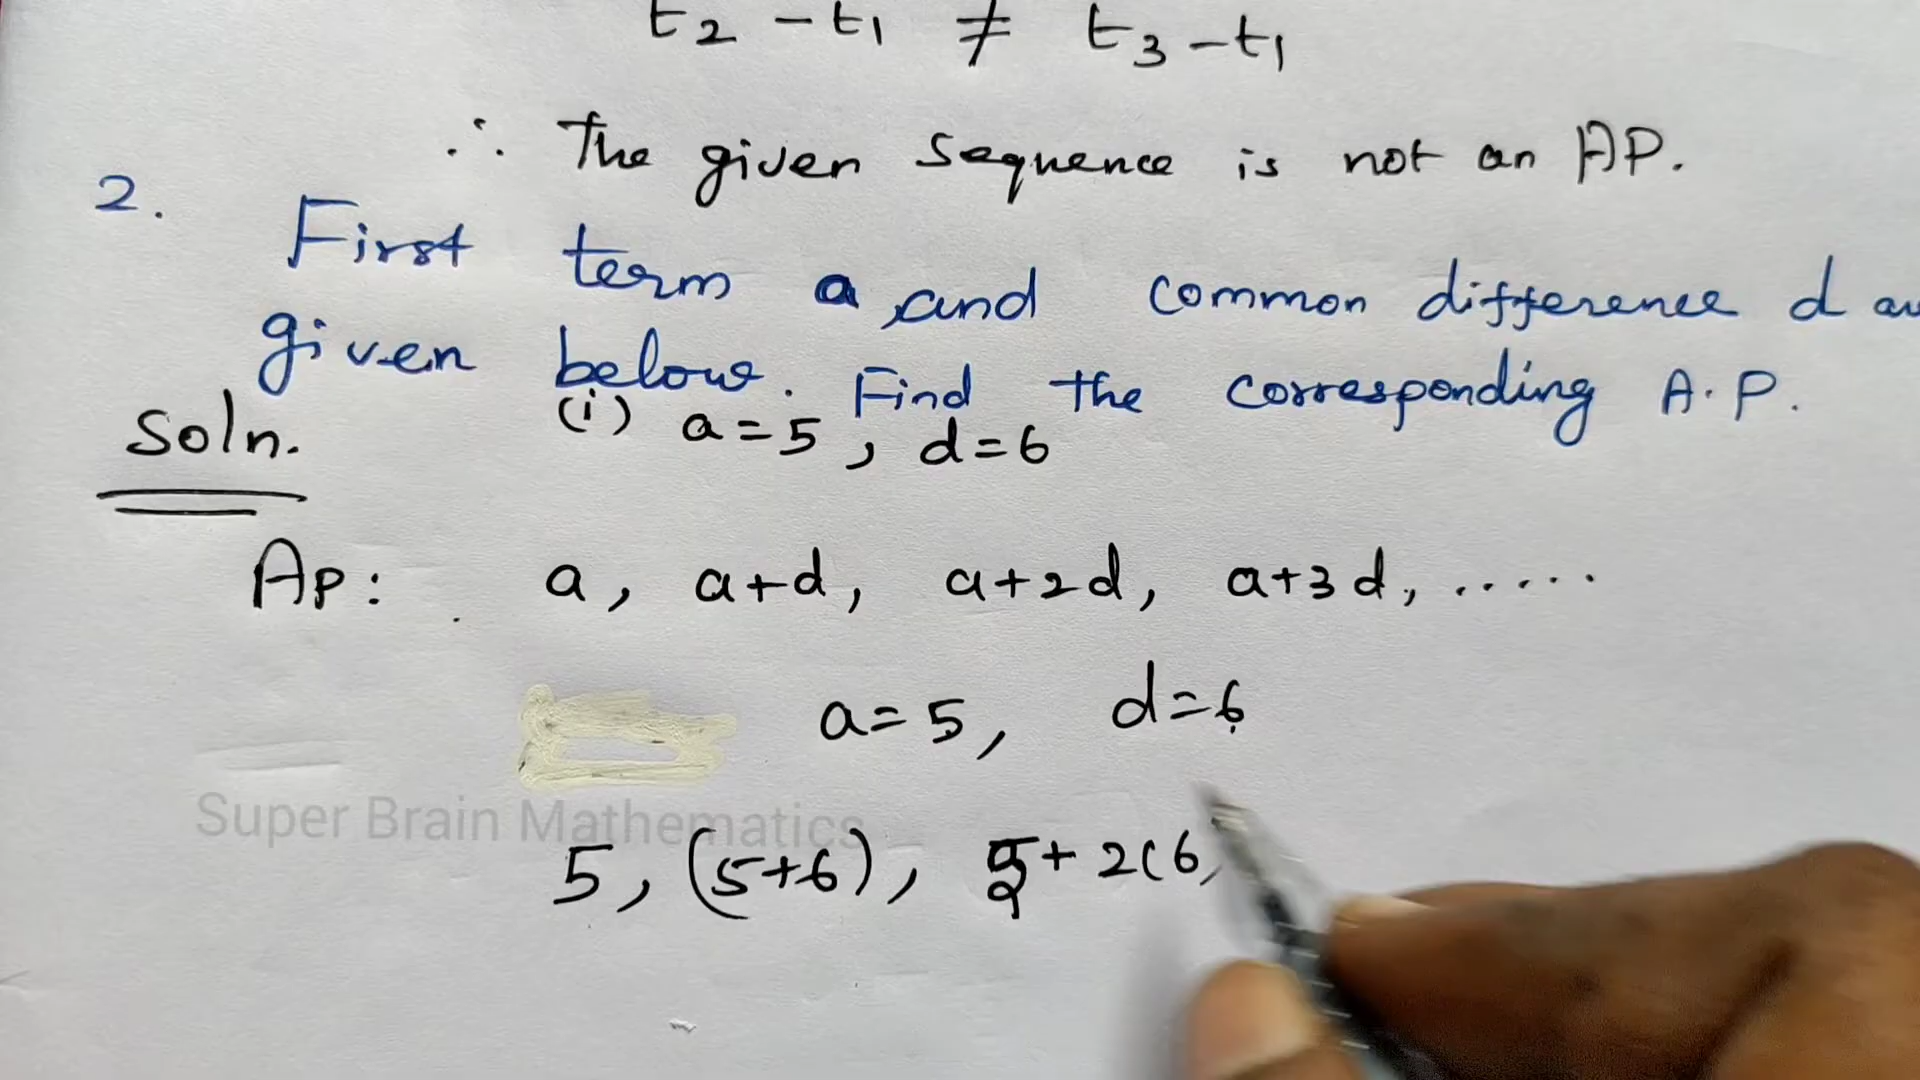 t2 - t1 ≠ t3 - t1
∴ The given sequence is not an AP.
2. First term a and common difference d
given below. Find the corresponding A.P.
Soln. (i) a=5, d=6
AP: a, a+d, a+2d, a+3d, .....
a=5, d=6
Super Brain Mathematics
5, (5+6), 5+ 2(6)